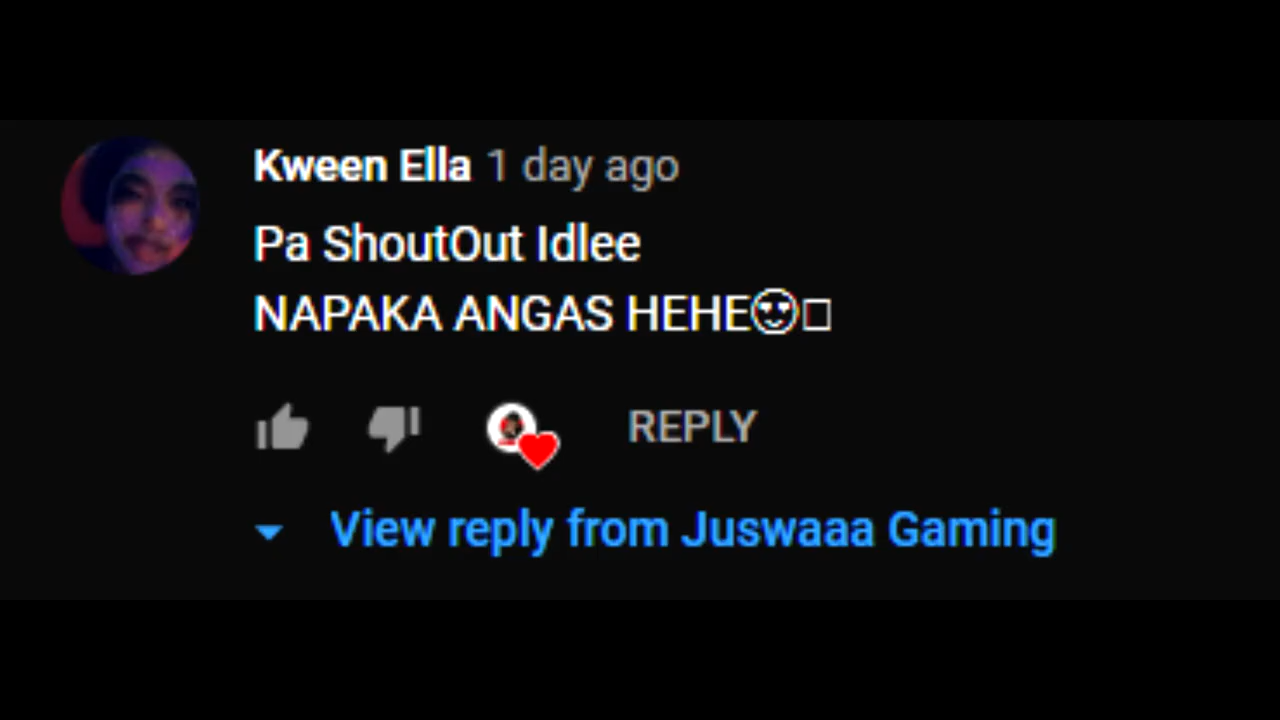 Kween Ella 1 day ago
Pa ShoutOut Idlee
NAPAKA ANGAS HEHE😍□
REPLY
View reply from Juswaaa Gaming